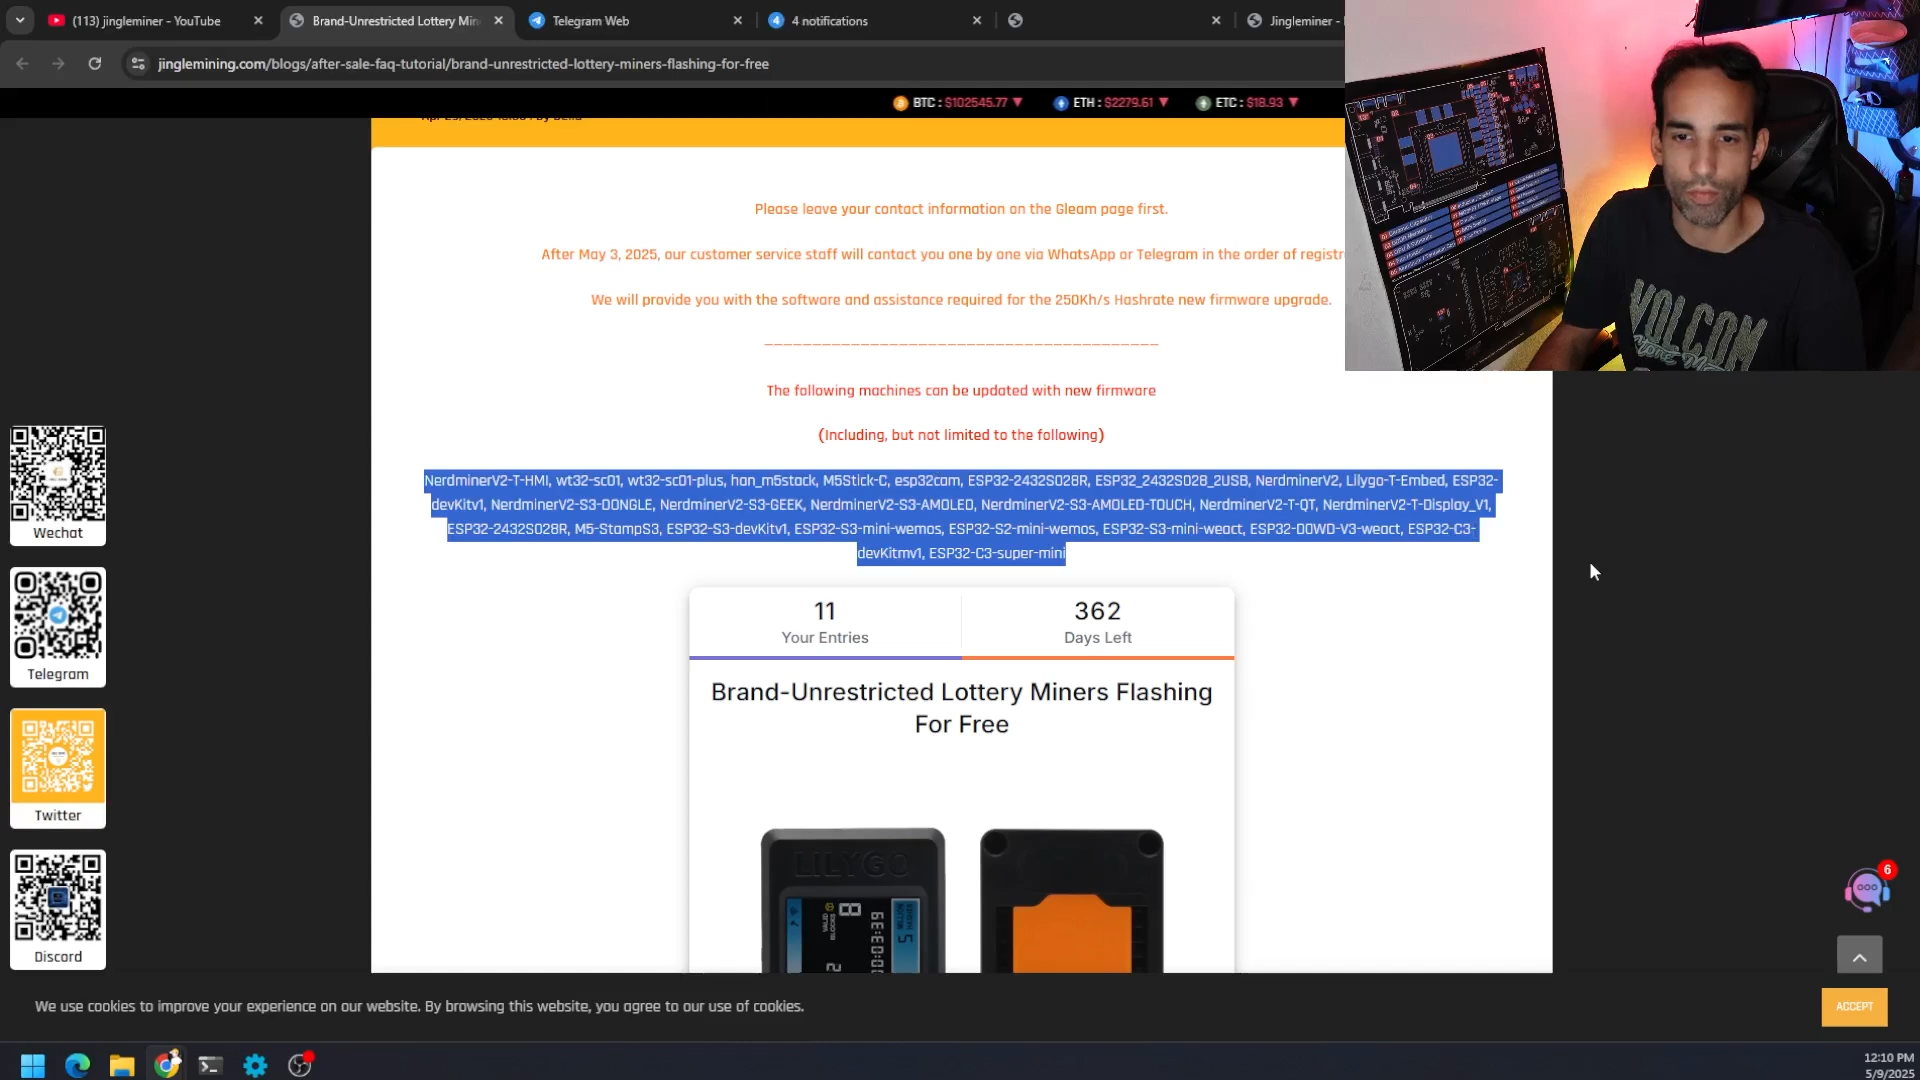 (113) jingleminer - YouTube
Brand-Unrestricted Lottery Min
Telegram Web
4 notifications
Jingleminer -
jinglemining.com/blogs/after-sale-faq-tutorial/brand-unrestricted-lottery-miners-flashing-for-free
BTC : $102545.77 ▼
ETH : $2279.61 ▼
ETC : $18.93 ▼
Please leave your contact information on the Gleam page first.
After May 3, 2025, our customer service staff will contact you one by one via WhatsApp or Telegram in the order of registr
We will provide you with the software and assistance required for the 250Kh/s Hashrate new firmware upgrade.
The following machines can be updated with new firmware
(Including, but not limited to the following)
NerdminerV2-T-HMI, wt32-sc01, wt32-sc01-plus, han_m5stack, M5Stick-C, esp32cam, ESP32-2432S028R, ESP32_2432S028_2USB, NerdminerV2, Lilygo-T-Embed, ESP32-
devKitv1, NerdminerV2-S3-DONGLE, NerdminerV2-S3-GEEK, NerdminerV2-S3-AMOLED, NerdminerV2-S3-AMOLED-TOUCH, NerdminerV2-T-QT, NerdminerV2-T-Display_V1,
ESP32-2432S028R, M5-StampS3, ESP32-S3-devKitv1, ESP32-S3-mini-wemos, ESP32-S2-mini-wemos, ESP32-S3-mini-weact, ESP32-D0WD-V3-weact, ESP32-C3-
devKitmv1, ESP32-C3-super-mini
11
Your Entries
362
Days Left
Brand-Unrestricted Lottery Miners Flashing
For Free
LILYGO
Wechat
Telegram
Twitter
Discord
VOLCOM
6
We use cookies to improve your experience on our website. By browsing this website, you agree to our use of cookies.
ACCEPT
12:10 PM
5/9/2025